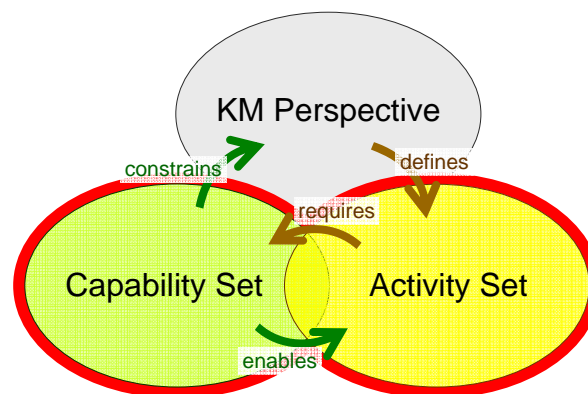 KM Perspective
constrains
defines
requires
Capability Set
Activity Set
enables